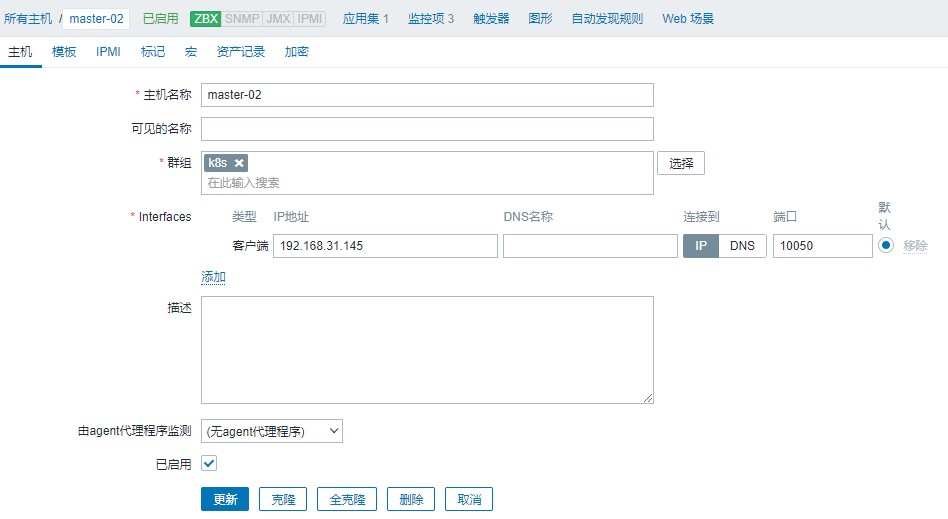 所有主机 / master-02 已启用 ZBX SNMP JMX IPMI 应用集 1 监控项 3 触发器 图形 自动发现规则 Web 场景
主机 模板 IPMI 标记 宏 资产记录 加密
* 主机名称 master-02
可见的名称
* 群组 k8s ✖ 选择
在此输入搜索
* Interfaces 类型 IP地址 DNS名称 连接到 端口 默认
客户端 192.168.31.145 IP DNS 10050 移除
添加
描述
由agent代理程序监测 (无agent代理程序)
已启用
更新 克隆 全克隆 删除 取消